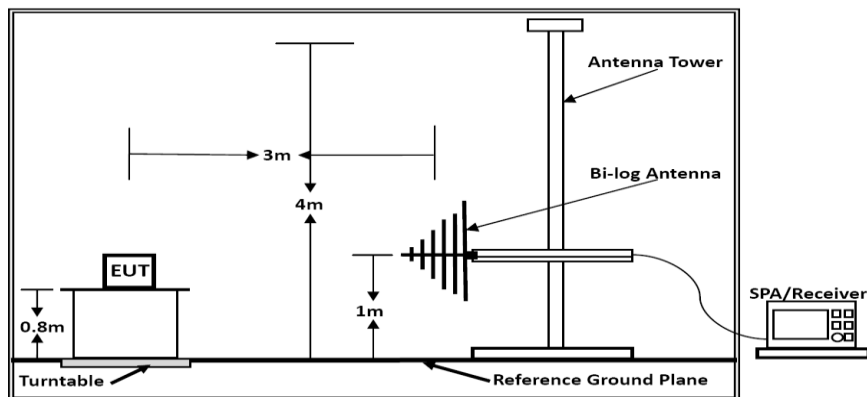 Antenna Tower
3m
Bi-log Antenna
4m
EUT
SPA/Receiver
0.8m
1m
Turntable
Reference Ground Plane